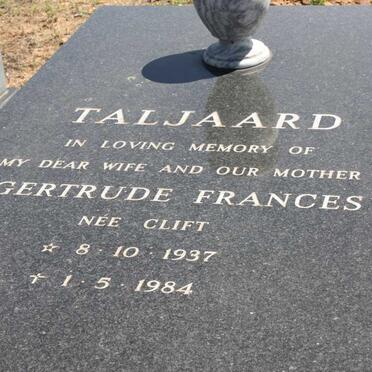 TALJAARD
IN LOVING MEMORY OF
MY DEAR WIFE AND OUR MOTHER
GERTRUDE FRANCES
NÉE CLIFT
☆ 8·10·1937
✝ 1·5·1984